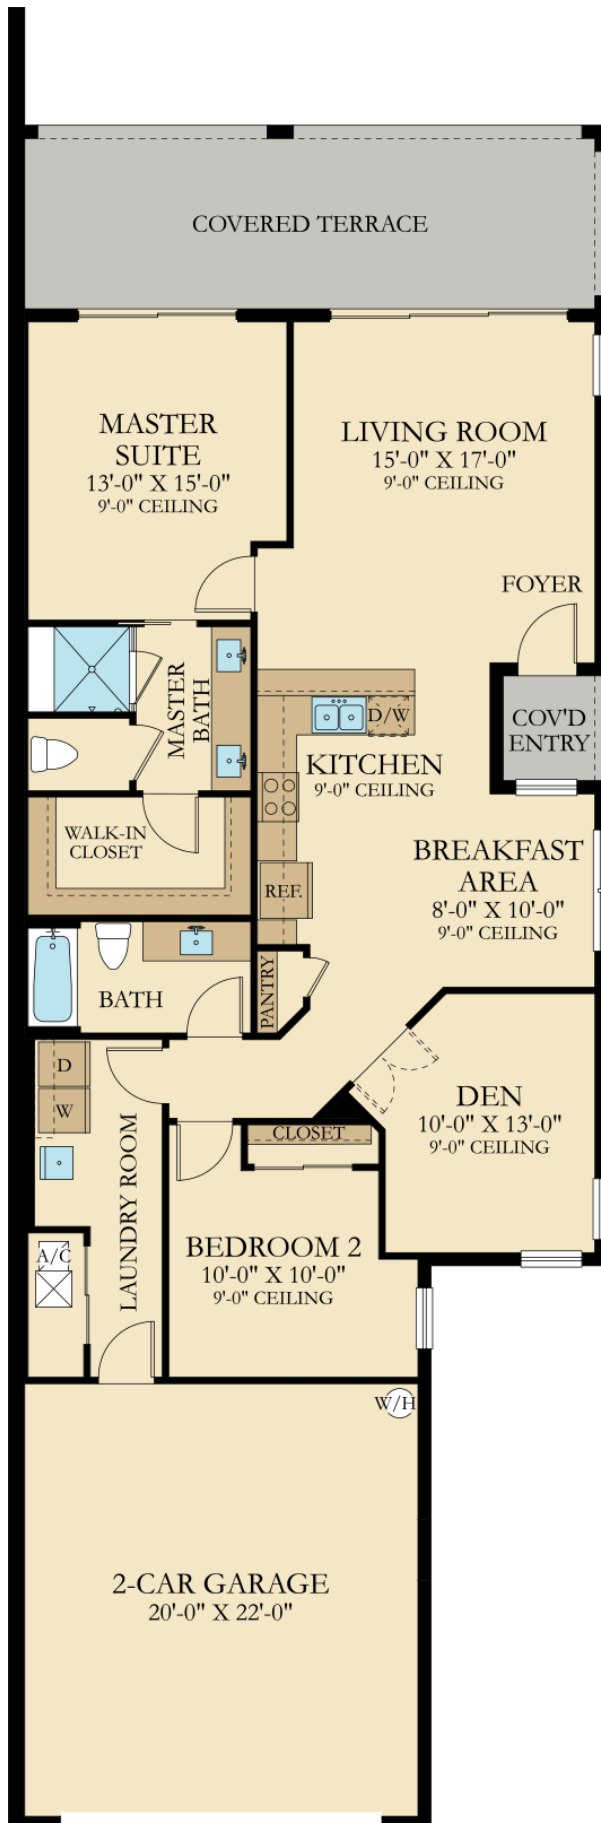 COVERED TERRACE
MASTER
SUITE
13'-0" X 15'-0"
9'-0" CEILING
LIVING ROOM
15'-0" X 17'-0"
9'-0" CEILING
FOYER
MASTER
BATH
D/W
COV'D
ENTRY
KITCHEN
9'-0" CEILING
WALK-IN
CLOSET
BREAKFAST
AREA
8'-0" X 10'-0"
9'-0" CEILING
REF.
BATH
PANTRY
D
W
DEN
10'-0" X 13'-0"
9'-0" CEILING
CLOSET
LAUNDRY ROOM
A/C
BEDROOM 2
10'-0" X 10'-0"
9'-0" CEILING
W/H
2-CAR GARAGE
20'-0" X 22'-0"